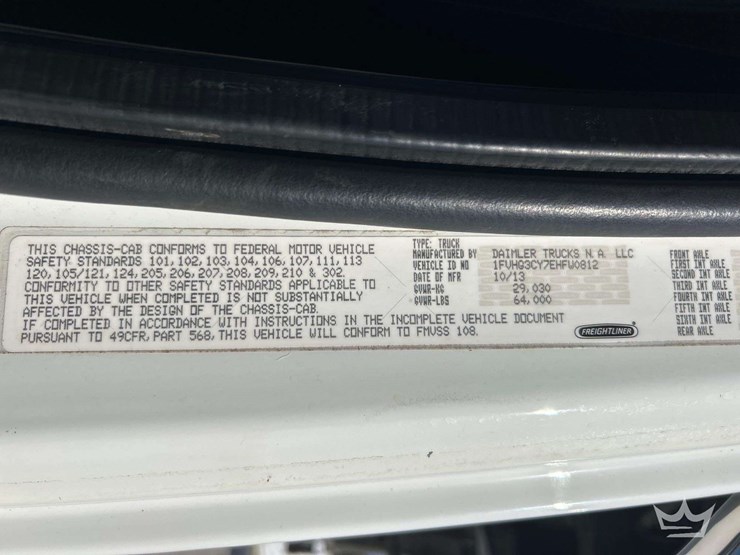 THIS CHASSIS-CAB CONFORMS TO FEDERAL MOTOR VEHICLE
SAFETY STANDARDS 101, 102, 103, 104, 106, 107, 111, 113
120, 105/121, 124, 205, 206, 207, 208, 209, 210 & 302.
CONFORMITY TO OTHER SAFETY STANDARDS APPLICABLE TO
THIS VEHICLE WHEN COMPLETED IS NOT SUBSTANTIALLY
AFFECTED BY THE DESIGN OF THE CHASSIS-CAB.
IF COMPLETED IN ACCORDANCE WITH INSTRUCTIONS IN THE INCOMPLETE VEHICLE DOCUMENT
PURSUANT TO 49CFR, PART 568, THIS VEHICLE WILL CONFORM TO FMVSS 108.
TYPE: TRUCK
MANUFACTURED BY DAIMLER TRUCKS N.A. LLC
VEHICLE ID NO 1FVHG3CY7EHFW0812
DATE OF MFR 10/13
GVWR-KG 29,030
GVWR-LBS 64,000
FREIGHTLINER
FRONT AXLE
FIRST INT AXLE
SECOND INT AXLE
THIRD INT AXLE
FOURTH INT AXLE
FIFTH INT AXLE
SIXTH INT AXLE
REAR AXLE